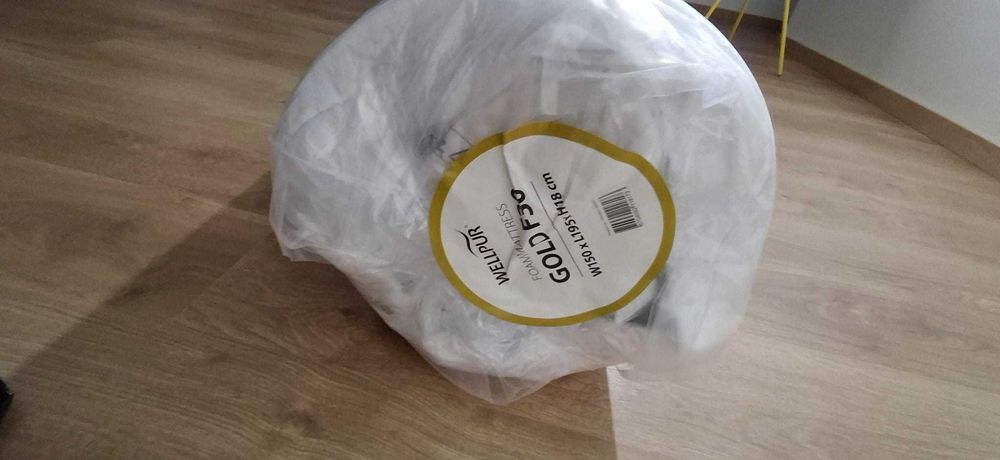 WELLPUR
FOAM MATTRESS
GOLD F30
W150 x L195 x H18 cm